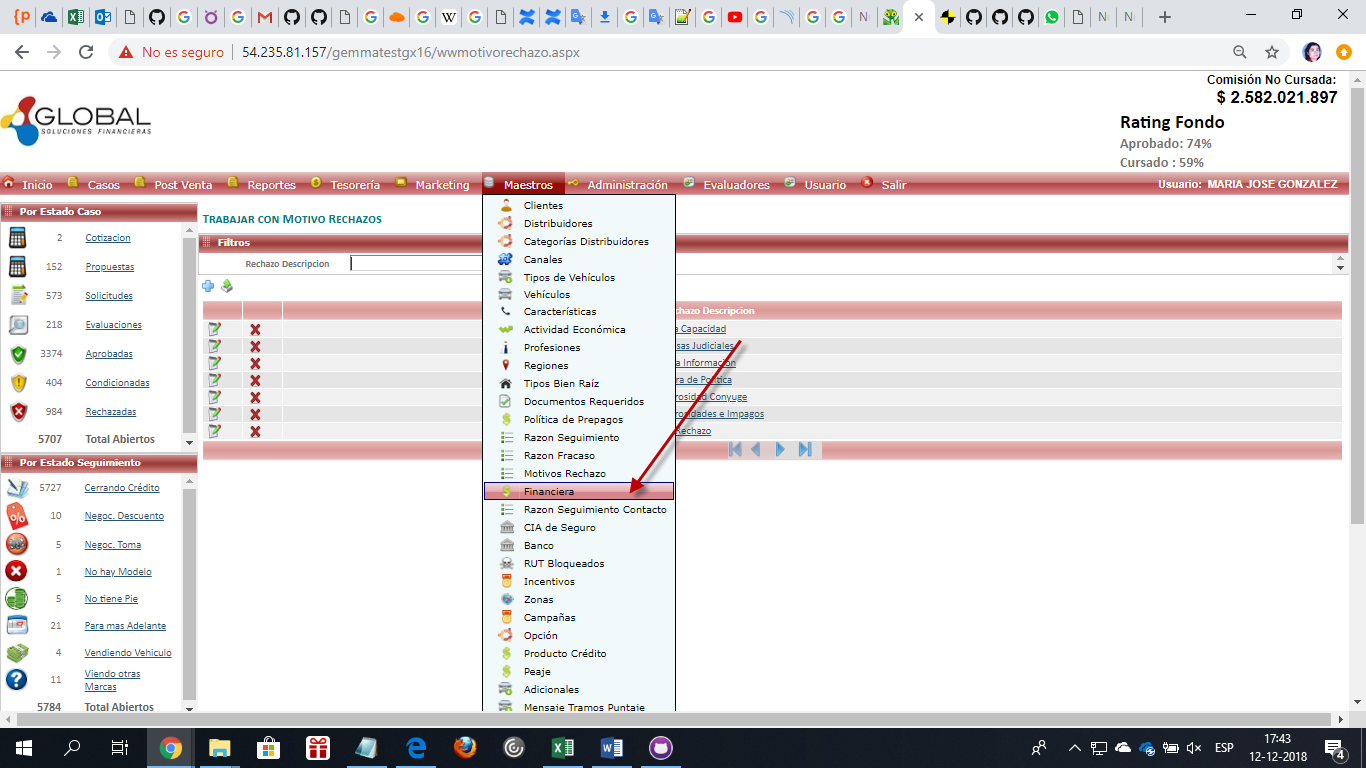 No es seguro | 54.235.81.157/gemmatestgx16/wwmotivorechazo.aspx
Comisión No Cursada:
$ 2.582.021.897
GLOBAL
SOLUCIONES FINANCIERAS
Rating Fondo
Aprobado: 74%
Cursado : 59%
Inicio Casos Post Venta Reportes Tesorería Marketing Maestros Administración Evaluadores Usuario Salir Usuario: MARIA JOSE GONZALEZ
Por Estado Caso
2 Cotizacion
152 Propuestas
573 Solicitudes
218 Evaluaciones
3374 Aprobadas
404 Condicionadas
984 Rechazadas
5707 Total Abiertos
Por Estado Seguimiento
5727 Cerrando Crédito
10 Negoc. Descuento
5 Negoc. Toma
1 No hay Modelo
5 No tiene Pie
21 Para mas Adelante
4 Vendiendo Vehiculo
11 Viendo otras
Marcas
5784 Total Abiertos
TRABAJAR CON MOTIVO RECHAZOS
Filtros
Rechazo Descripcion
Clientes
Distribuidores
Categorías Distribuidores
Canales
Tipos de Vehículos
Vehículos
Características
Actividad Económica
Profesiones
Regiones
Tipos Bien Raíz
Documentos Requeridos
Política de Prepagos
Razon Seguimiento
Razon Fracaso
Motivos Rechazo
Financiera
Razon Seguimiento Contacto
CIA de Seguro
Banco
RUT Bloqueados
Incentivos
Zonas
Campañas
Opción
Producto Crédito
Peaje
Adicionales
Mensaje Tramos Puntaje
chazo Descripcion
a Capacidad
sas Judiciales
a Informacion
ra de Politica
rosidad Conyuge
rosidades e Impagos
Rechazo
ESP
17:43
12-12-2018
4